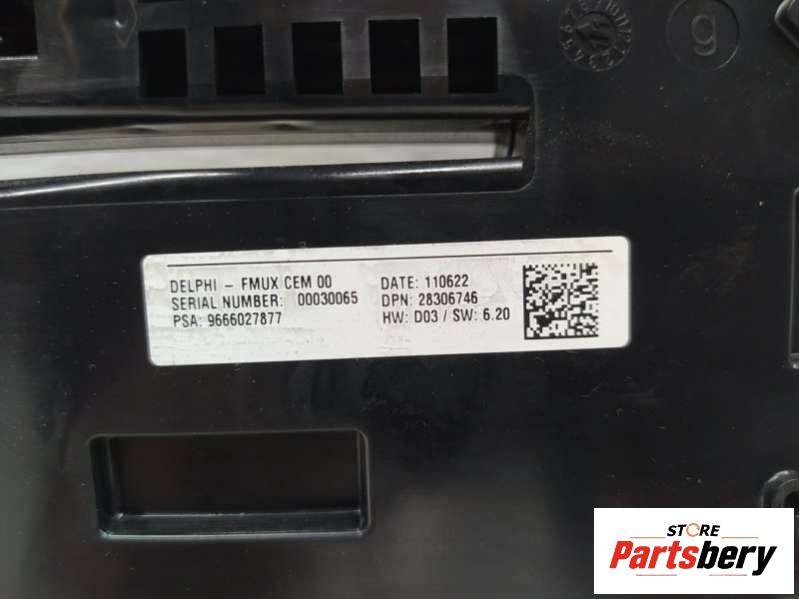 g
DELPHI - FMUX CEM 00 DATE: 110622
SERIAL NUMBER: 00030065 DPN: 28306746
PSA: 9666027877 HW: D03 / SW: 6.20
STORE
Partsbery